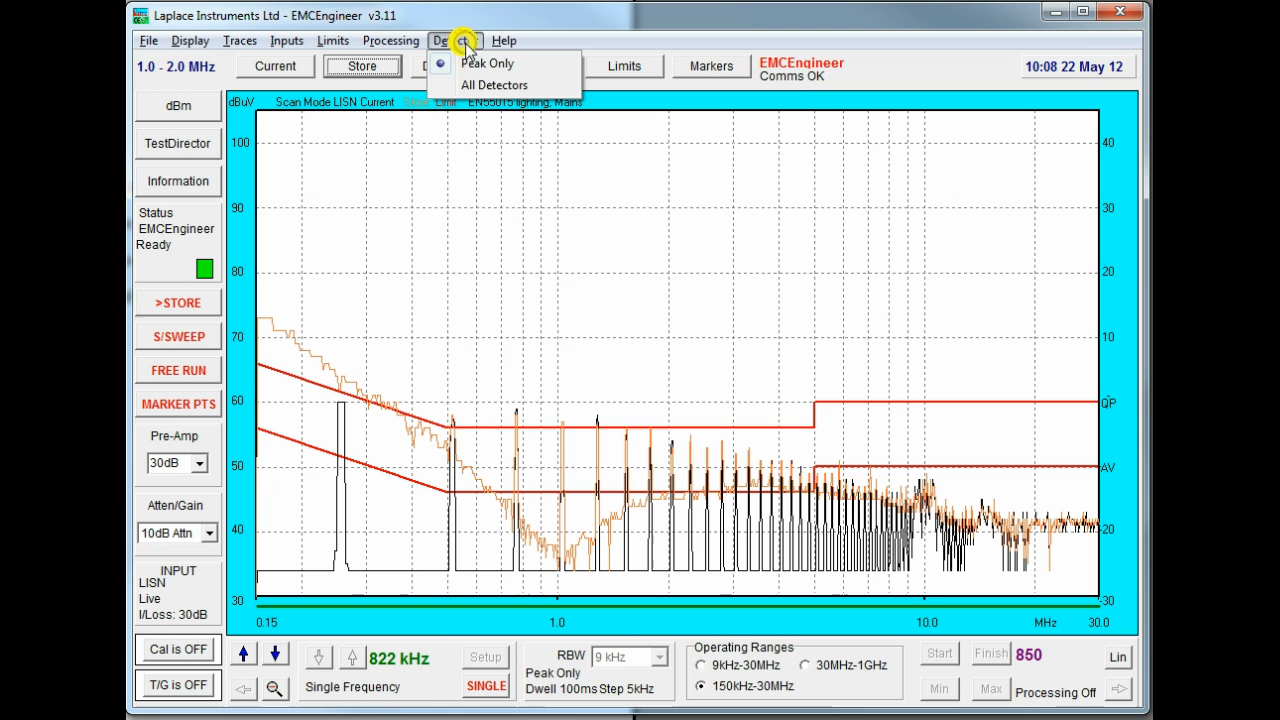 Laplace Instruments Ltd - EMCEngineer v3.11
File Display Traces Inputs Limits Processing Help
Peak Only
All Detectors
1.0 - 2.0 MHz Current Store Limits Markers
EMCEngineer
Comms OK
10:08 22 May 12
dBm
TestDirector
Information
Status
EMCEngineer
Ready
>STORE
S/SWEEP
FREE RUN
MARKER PTS
Pre-Amp
30dB
Atten/Gain
10dB Attn
INPUT
LISN
Live
I/Loss: 30dB
Cal is OFF
T/G is OFF
dBuV Scan Mode LISN Current Limit EN55015 lighting, Mains
100 40
90 30
80 20
70 10
60
QP
50
AV
40 -20
30 -30
0.15 1.0 10.0 MHz 30.0
822 kHz
Setup
Single Frequency
SINGLE
RBW 9 kHz
Peak Only
Dwell 100ms Step 5kHz
Operating Ranges
9kHz-30MHz 30MHz-1GHz
150kHz-30MHz
Start Finish 850 Lin
Min Max Processing Off